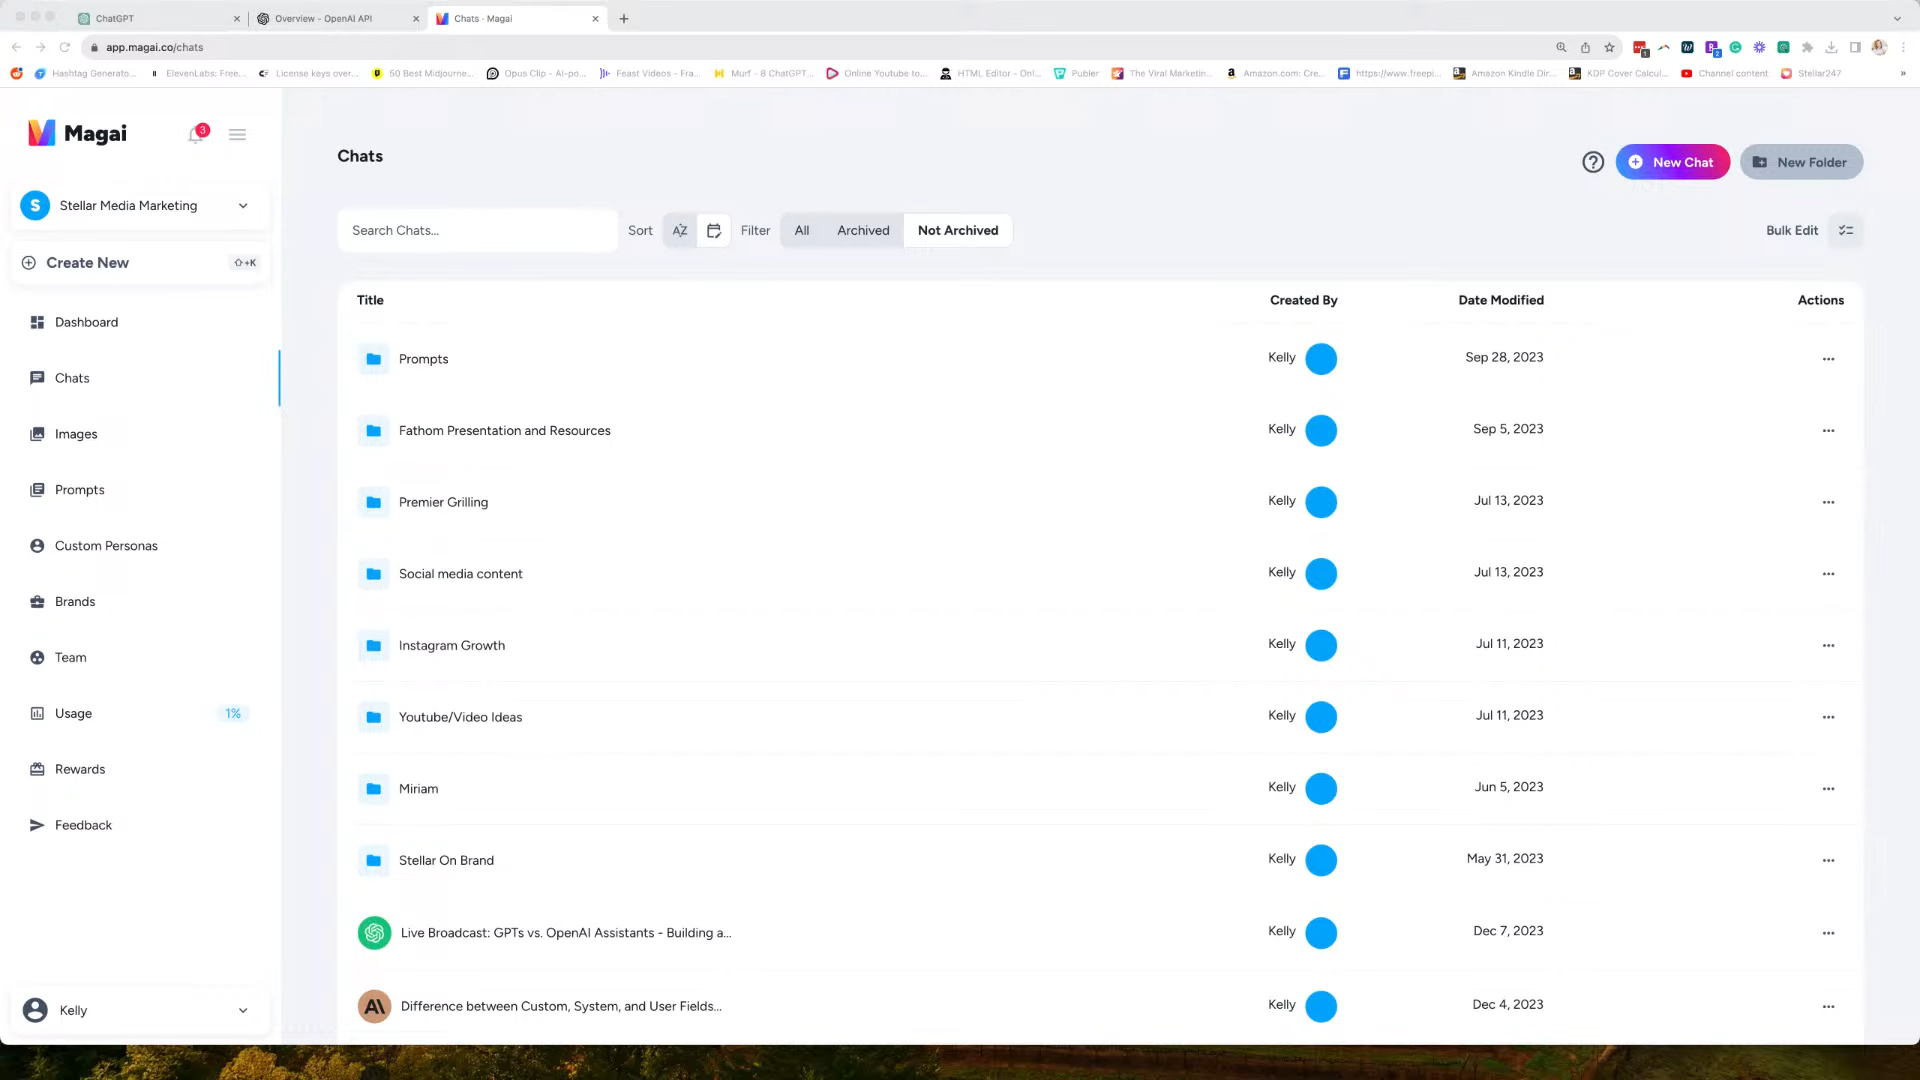 ChatGPT
Overview - OpenAI API
Chats - Magai
app.magai.co/chats
Hashtag Generato...
ElevenLabs: Free...
License keys over...
50 Best Midjourne...
Opus Clip - AI-po...
Feast Videos - Fra...
Murf - 8 ChatGPT...
Online Youtube to...
HTML Editor - Onl...
Publer
The Viral Marketin...
Amazon.com: Cre...
https://www.freepi...
Amazon Kindle Dir...
KDP Cover Calcul...
Channel content
Stellar247
Magai
3
S Stellar Media Marketing
Create New
+K
Dashboard
Chats
Images
Prompts
Custom Personas
Brands
Team
Usage 1%
Rewards
Feedback
Kelly
Chats
New Chat
New Folder
Search Chats...
Sort AZ Filter All Archived Not Archived
Bulk Edit
Title Created By Date Modified Actions
Prompts Kelly Sep 28, 2023
Fathom Presentation and Resources Kelly Sep 5, 2023
Premier Grilling Kelly Jul 13, 2023
Social media content Kelly Jul 13, 2023
Instagram Growth Kelly Jul 11, 2023
Youtube/Video Ideas Kelly Jul 11, 2023
Miriam Kelly Jun 5, 2023
Stellar On Brand Kelly May 31, 2023
Live Broadcast: GPTs vs. OpenAI Assistants - Building a... Kelly Dec 7, 2023
Difference between Custom, System, and User Fields... Kelly Dec 4, 2023